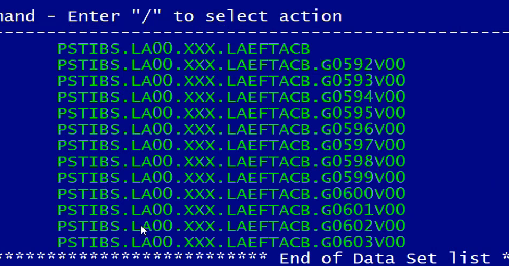 mand - Enter "/" to select action
-------------------------------------------------
PSTIBS.LA00.XXX.LAEFTACB
PSTIBS.LA00.XXX.LAEFTACB.G0592V00
PSTIBS.LA00.XXX.LAEFTACB.G0593V00
PSTIBS.LA00.XXX.LAEFTACB.G0594V00
PSTIBS.LA00.XXX.LAEFTACB.G0595V00
PSTIBS.LA00.XXX.LAEFTACB.G0596V00
PSTIBS.LA00.XXX.LAEFTACB.G0597V00
PSTIBS.LA00.XXX.LAEFTACB.G0598V00
PSTIBS.LA00.XXX.LAEFTACB.G0599V00
PSTIBS.LA00.XXX.LAEFTACB.G0600V00
PSTIBS.LA00.XXX.LAEFTACB.G0601V00
PSTIBS.LA00.XXX.LAEFTACB.G0602V00
PSTIBS.LA00.XXX.LAEFTACB.G0603V00
************************** End of Data Set list *